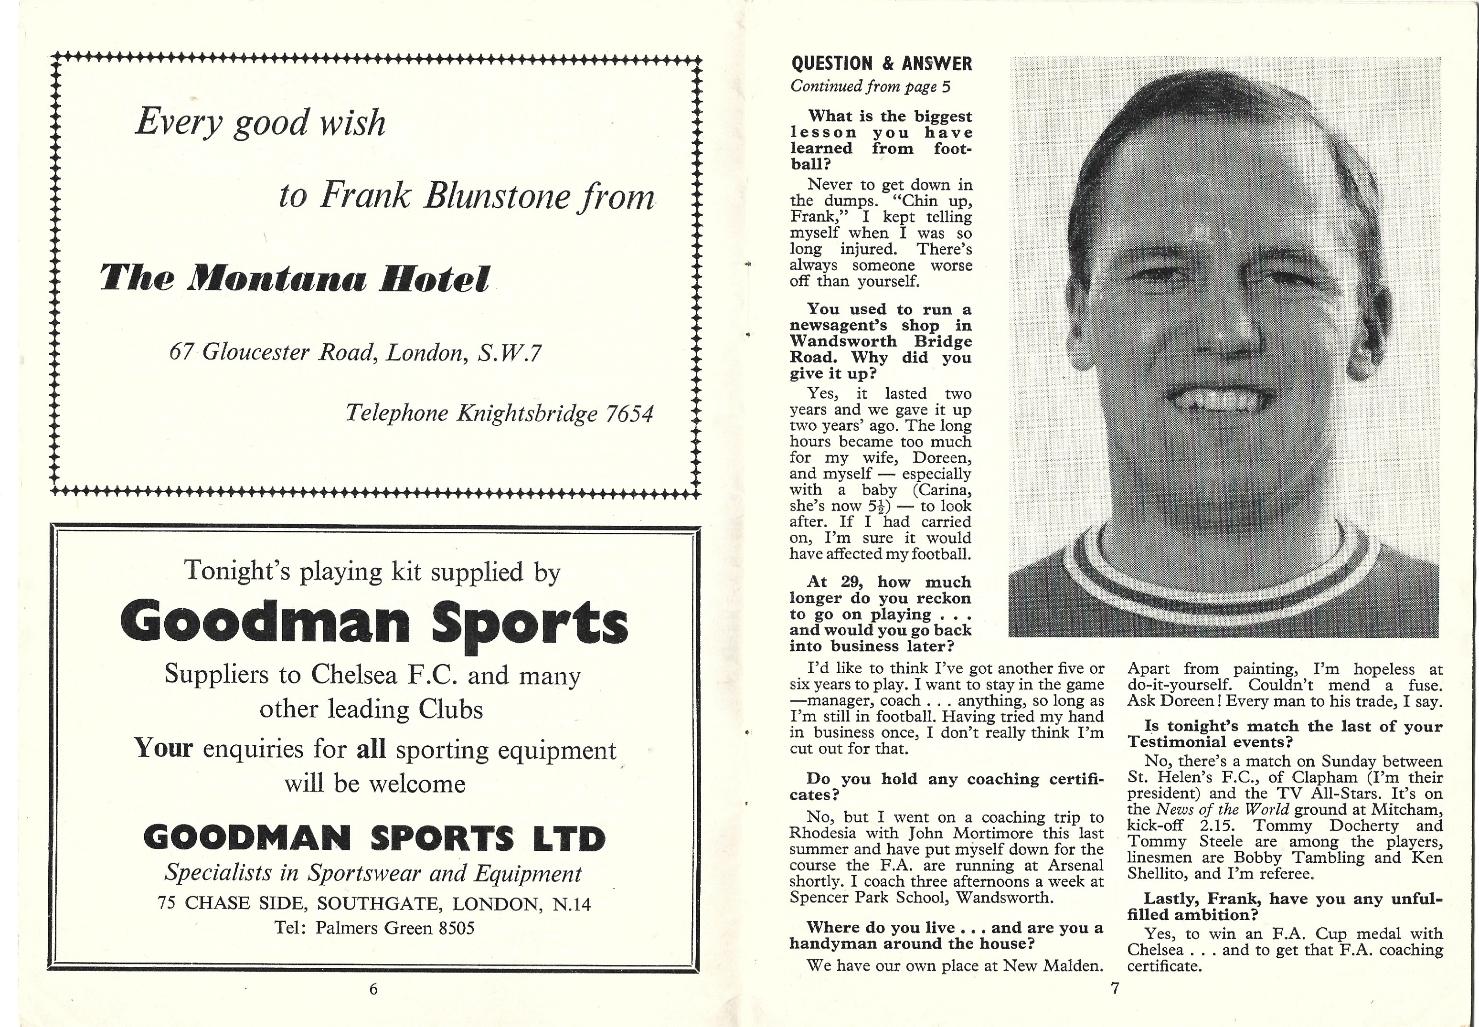 Every good wish
to Frank Blunstone from
The Montana Hotel
67 Gloucester Road, London, S.W.7
Telephone Knightsbridge 7654
Tonight's playing kit supplied by
Goodman Sports
Suppliers to Chelsea F.C. and many
other leading Clubs
Your enquiries for all sporting equipment
will be welcome
GOODMAN SPORTS LTD
Specialists in Sportswear and Equipment
75 CHASE SIDE, SOUTHGATE, LONDON, N.14
Tel: Palmers Green 8505
6
QUESTION & ANSWER
Continued from page 5
What is the biggest
lesson you have
learned from foot-
ball?
Never to get down in
the dumps. “Chin up,
Frank,” I kept telling
myself when I was so
long injured. There's
always someone worse
off than yourself.
You used to run a
newsagent's shop in
Wandsworth Bridge
Road. Why did you
give it up?
Yes, it lasted two
years and we gave it up
two years' ago. The long
hours became too much
for my wife, Doreen,
and myself — especially
with a baby (Carina,
she's now 5½) — to look
after. If I had carried
on, I'm sure it would
have affected my football.
At 29, how much
longer do you reckon
to go on playing . . .
and would you go back
into business later?
I'd like to think I've got another five or
six years to play. I want to stay in the game
—manager, coach . . . anything, so long as
I'm still in football. Having tried my hand
in business once, I don't really think I'm
cut out for that.
Do you hold any coaching certifi-
cates?
No, but I went on a coaching trip to
Rhodesia with John Mortimore this last
summer and have put myself down for the
course the F.A. are running at Arsenal
shortly. I coach three afternoons a week at
Spencer Park School, Wandsworth.
Where do you live . . . and are you a
handyman around the house?
We have our own place at New Malden.
Apart from painting, I'm hopeless at
do-it-yourself. Couldn't mend a fuse.
Ask Doreen! Every man to his trade, I say.
Is tonight's match the last of your
Testimonial events?
No, there's a match on Sunday between
St. Helen's F.C., of Clapham (I'm their
president) and the TV All-Stars. It's on
the News of the World ground at Mitcham,
kick-off 2.15. Tommy Docherty and
Tommy Steele are among the players,
linesmen are Bobby Tambling and Ken
Shellito, and I'm referee.
Lastly, Frank, have you any unful-
filled ambition?
Yes, to win an F.A. Cup medal with
Chelsea . . . and to get that F.A. coaching
certificate.
7